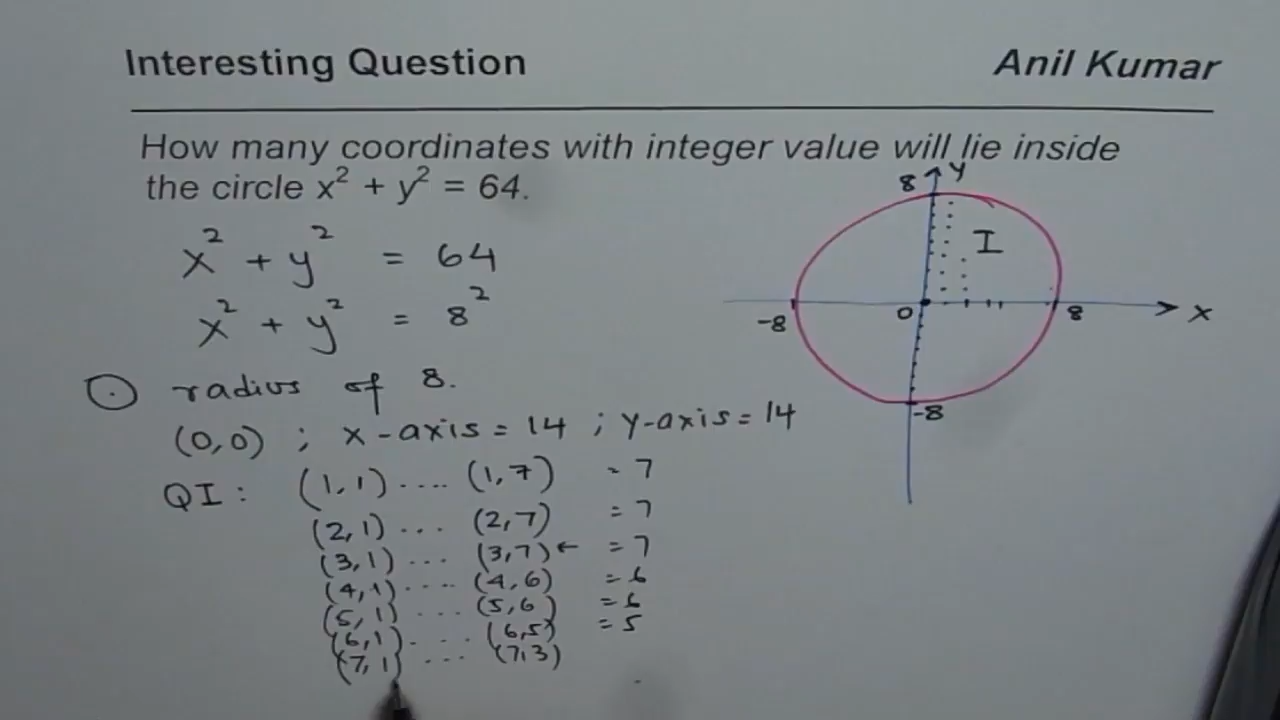 Interesting Question Anil Kumar
How many coordinates with integer value will lie inside
the circle x² + y² = 64.
x² + y² = 64
x² + y² = 8²
⊙ radius of 8.
(0,0) ; x-axis = 14 ; y-axis = 14
QI : (1,1) .... (1,7) = 7
(2,1) ... (2,7) = 7
(3,1) ... (3,7) ← = 7
(4,1) .... (4,6) = 6
(5,1) ... (5,6) = 6
(6,1) ... (6,5) = 5
(7,1) ... (7,3)
8 y
I
-8 0 8 x
-8